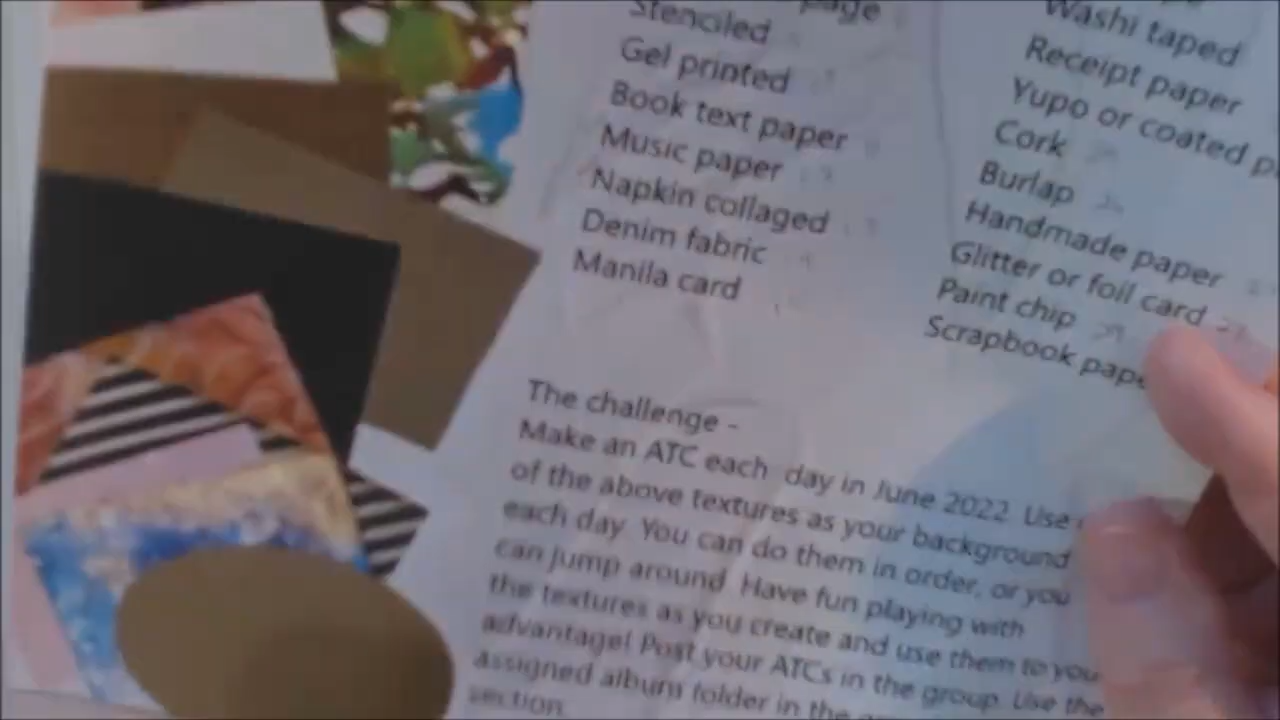 page
Stenciled
Gel printed
Book text paper
Music paper
Napkin collaged
Denim fabric
Manila card
Washi taped
Receipt paper
Yupo or coated p
Cork
Burlap
Handmade paper
Glitter or foil card
Paint chip
Scrapbook pape
The challenge -
Make an ATC each day in June 2022 Use
of the above textures as your background
each day. You can do them in order, or you
can jump around. Have fun playing with
the textures as you create and use them to you
advantage! Post your ATCs in the group. Use the
assigned album folder in the
section.